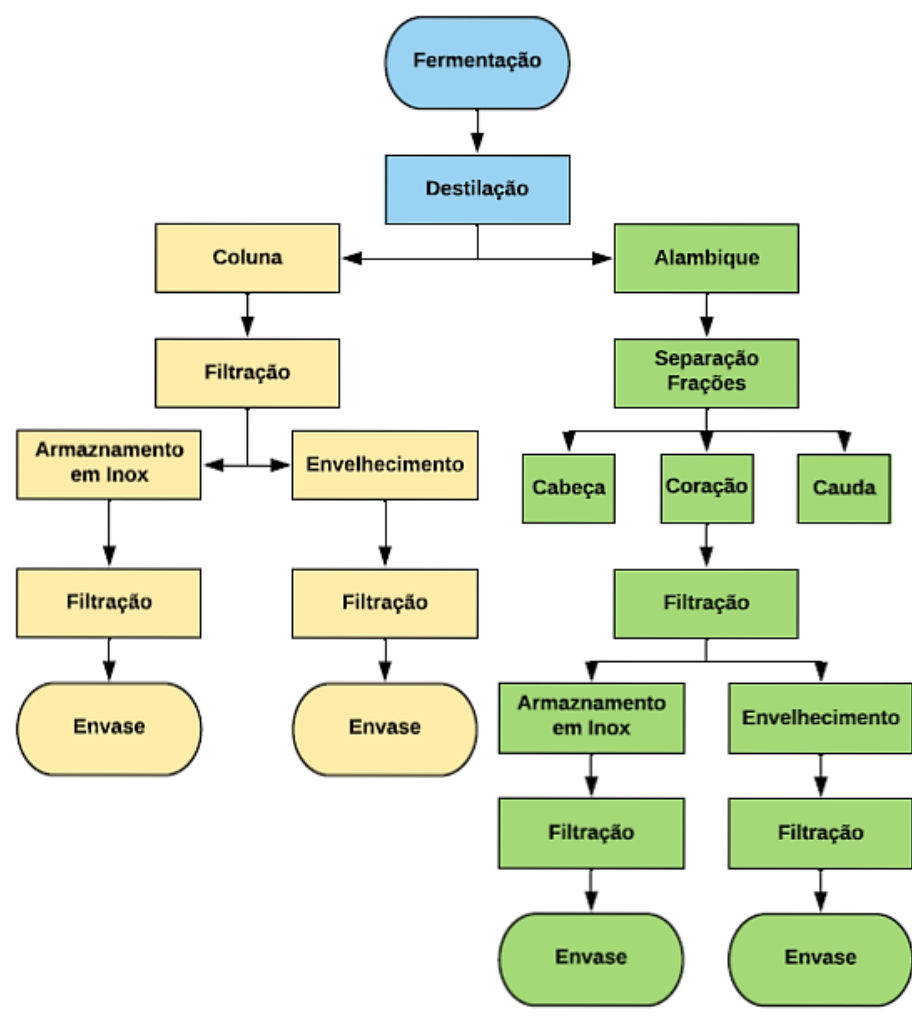 Fermentação
Destilação
Coluna
Alambique
Filtração
Separação
Frações
Armaznamento
em Inox
Envelhecimento
Cabeça
Coração
Cauda
Filtração
Filtração
Filtração
Envase
Envase
Armaznamento
em Inox
Envelhecimento
Filtração
Filtração
Envase
Envase